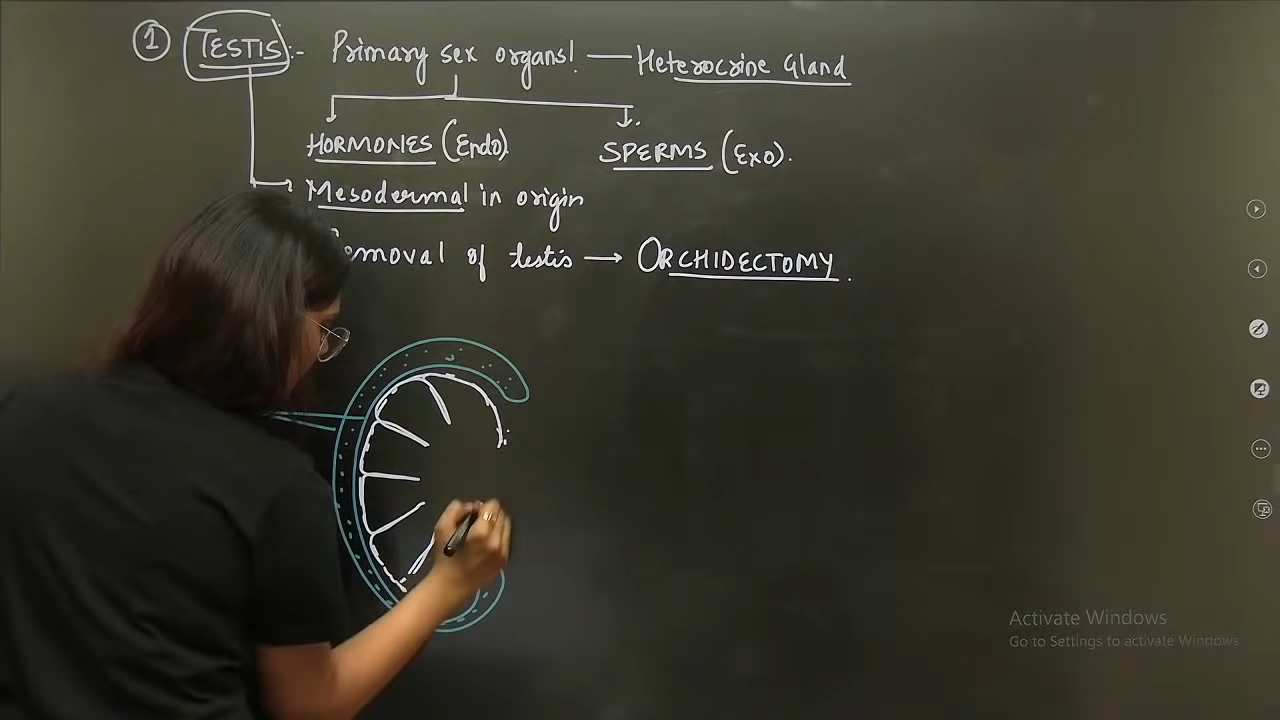 ① TESTIS :- Primary sex organs! — Heterocrine Gland
HORMONES (Endo) SPERMS (Exo).
Mesodermal in origin
of testis → ORCHIDECTOMY.
Activate Windows
Go to Settings to activate Windows